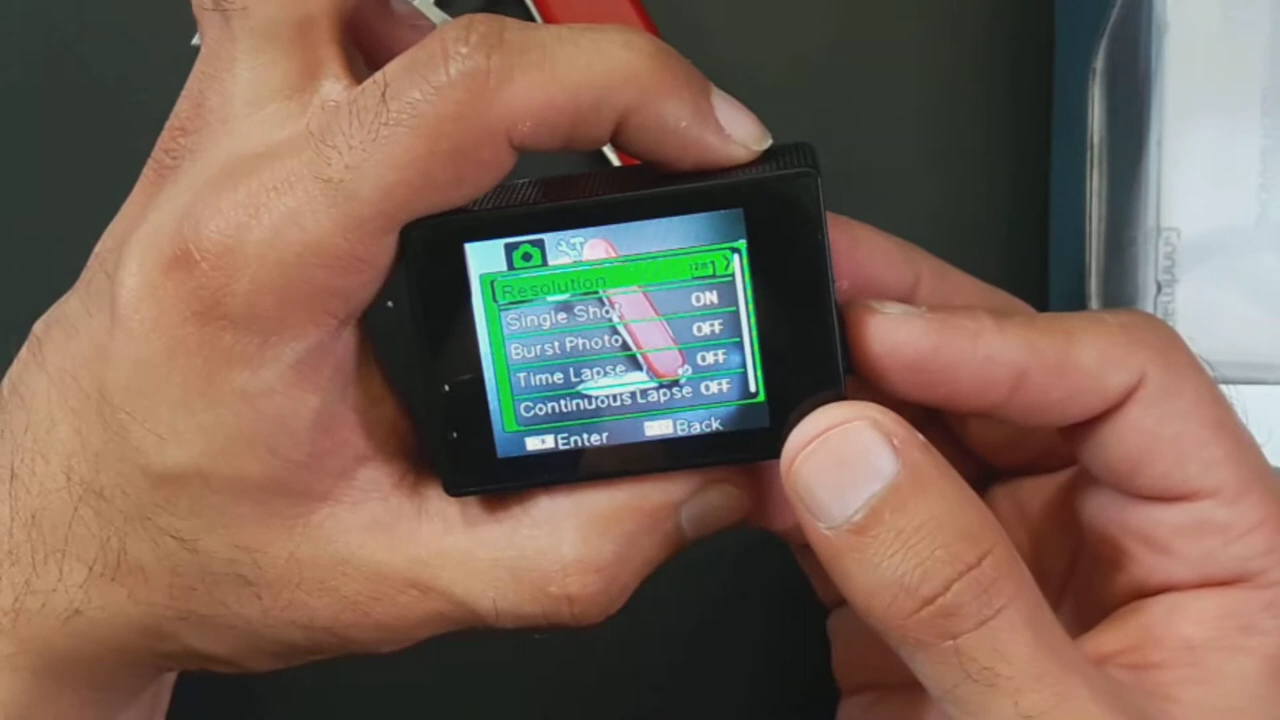 Resolution
Single Shot ON
Burst Photo OFF
Time Lapse OFF
Continuous Lapse OFF
Enter Back